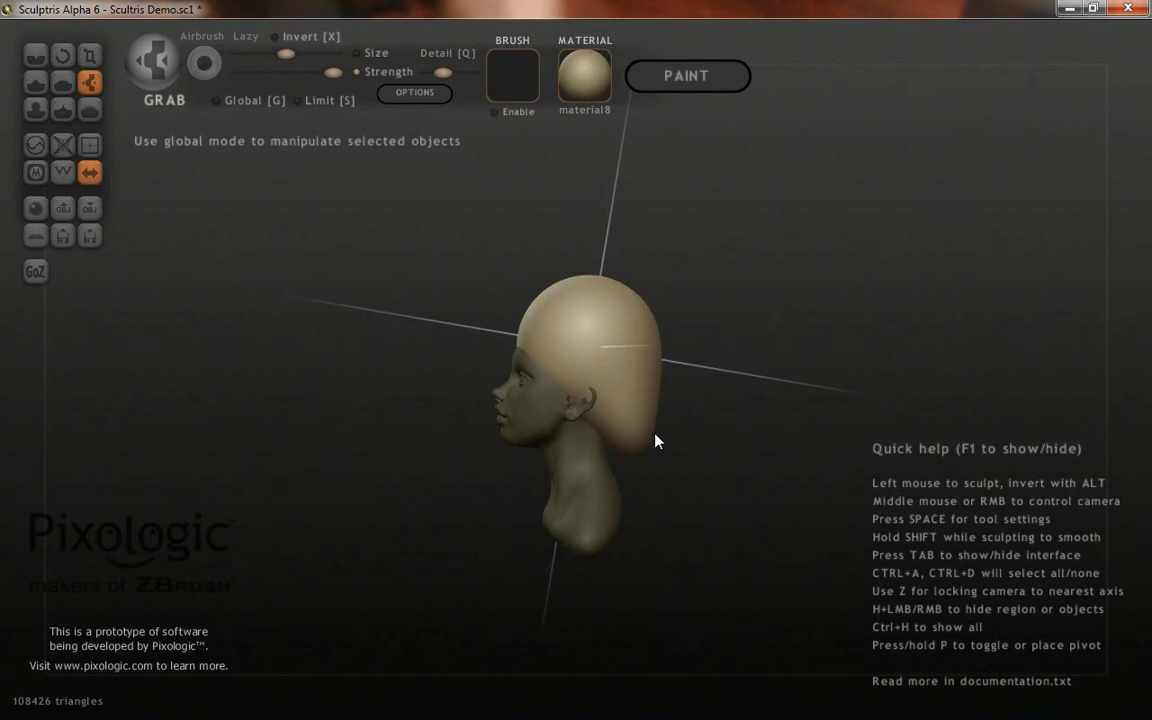 Sculptris Alpha 6 - Scultris Demo.sc1 *
Airbrush Lazy Invert [X]
Size Detail [Q]
Strength
GRAB
Global [G] Limit [S]
OPTIONS
BRUSH
Enable
MATERIAL
material8
PAINT
Use global mode to manipulate selected objects
OBJ OBJ
GoZ
Quick help (F1 to show/hide)
Left mouse to sculpt, invert with ALT
Middle mouse or RMB to control camera
Press SPACE for tool settings
Hold SHIFT while sculpting to smooth
Press TAB to show/hide interface
CTRL+A, CTRL+D will select all/none
Use Z for locking camera to nearest axis
H+LMB/RMB to hide region or objects
Ctrl+H to show all
Press/hold P to toggle or place pivot
Read more in documentation.txt
Pixologic™
makers of ZBRUSH
This is a prototype of software
being developed by Pixologic™.
Visit www.pixologic.com to learn more.
108426 triangles